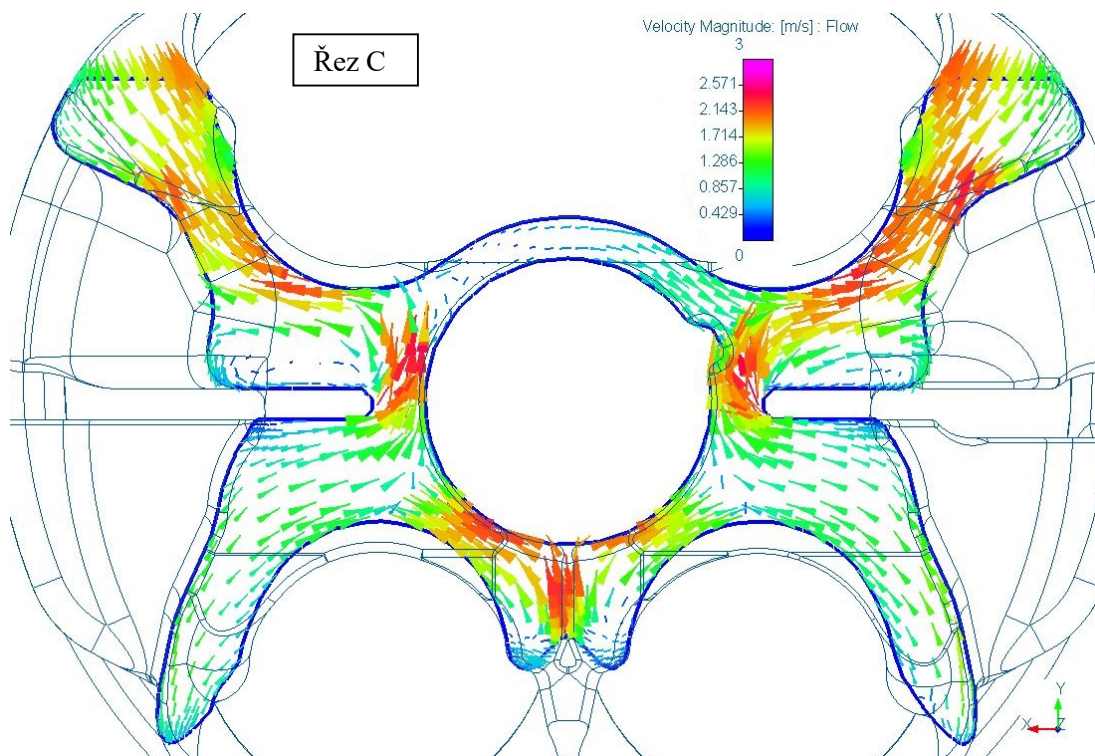 Velocity Magnitude: [m/s] : Flow
3
Řez C
2.571
2.143
1.714
1.286
0.857
0.429
0
Y
X
Z